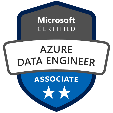 Microsoft
CERTIFIED
AZURE
DATA ENGINEER
ASSOCIATE